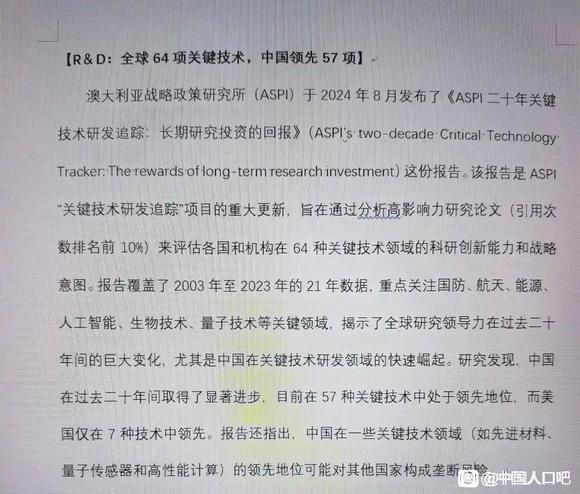 【R＆D：全球 64 项关键技术，中国领先 57 项】
澳大利亚战略政策研究所（ASPI）于 2024 年 8 月发布了《ASPI 二十年关键
技术研发追踪：长期研究投资的回报》（ASPI's two-decade Critical Technology
Tracker: The rewards of long-term research investment）这份报告。该报告是 ASPI
“关键技术研发追踪”项目的重大更新，旨在通过分析高影响力研究论文（引用次
数排名前 10%）来评估各国和机构在 64 种关键技术领域的科研创新能力和战略
意图。报告覆盖了 2003 年至 2023 年的 21 年数据，重点关注国防、航天、能源、
人工智能、生物技术、量子技术等关键领域，揭示了全球研究领导力在过去二十
年间的巨大变化，尤其是中国在关键技术研发领域的快速崛起。研究发现，中国
在过去二十年间取得了显著进步，目前在 57 种关键技术中处于领先地位，而美
国仅在 7 种技术中领先。报告还指出，中国在一些关键技术领域（如先进材料、
量子传感器和高性能计算）的领先地位可能对其他国家构成垄断风险
@中国人口吧